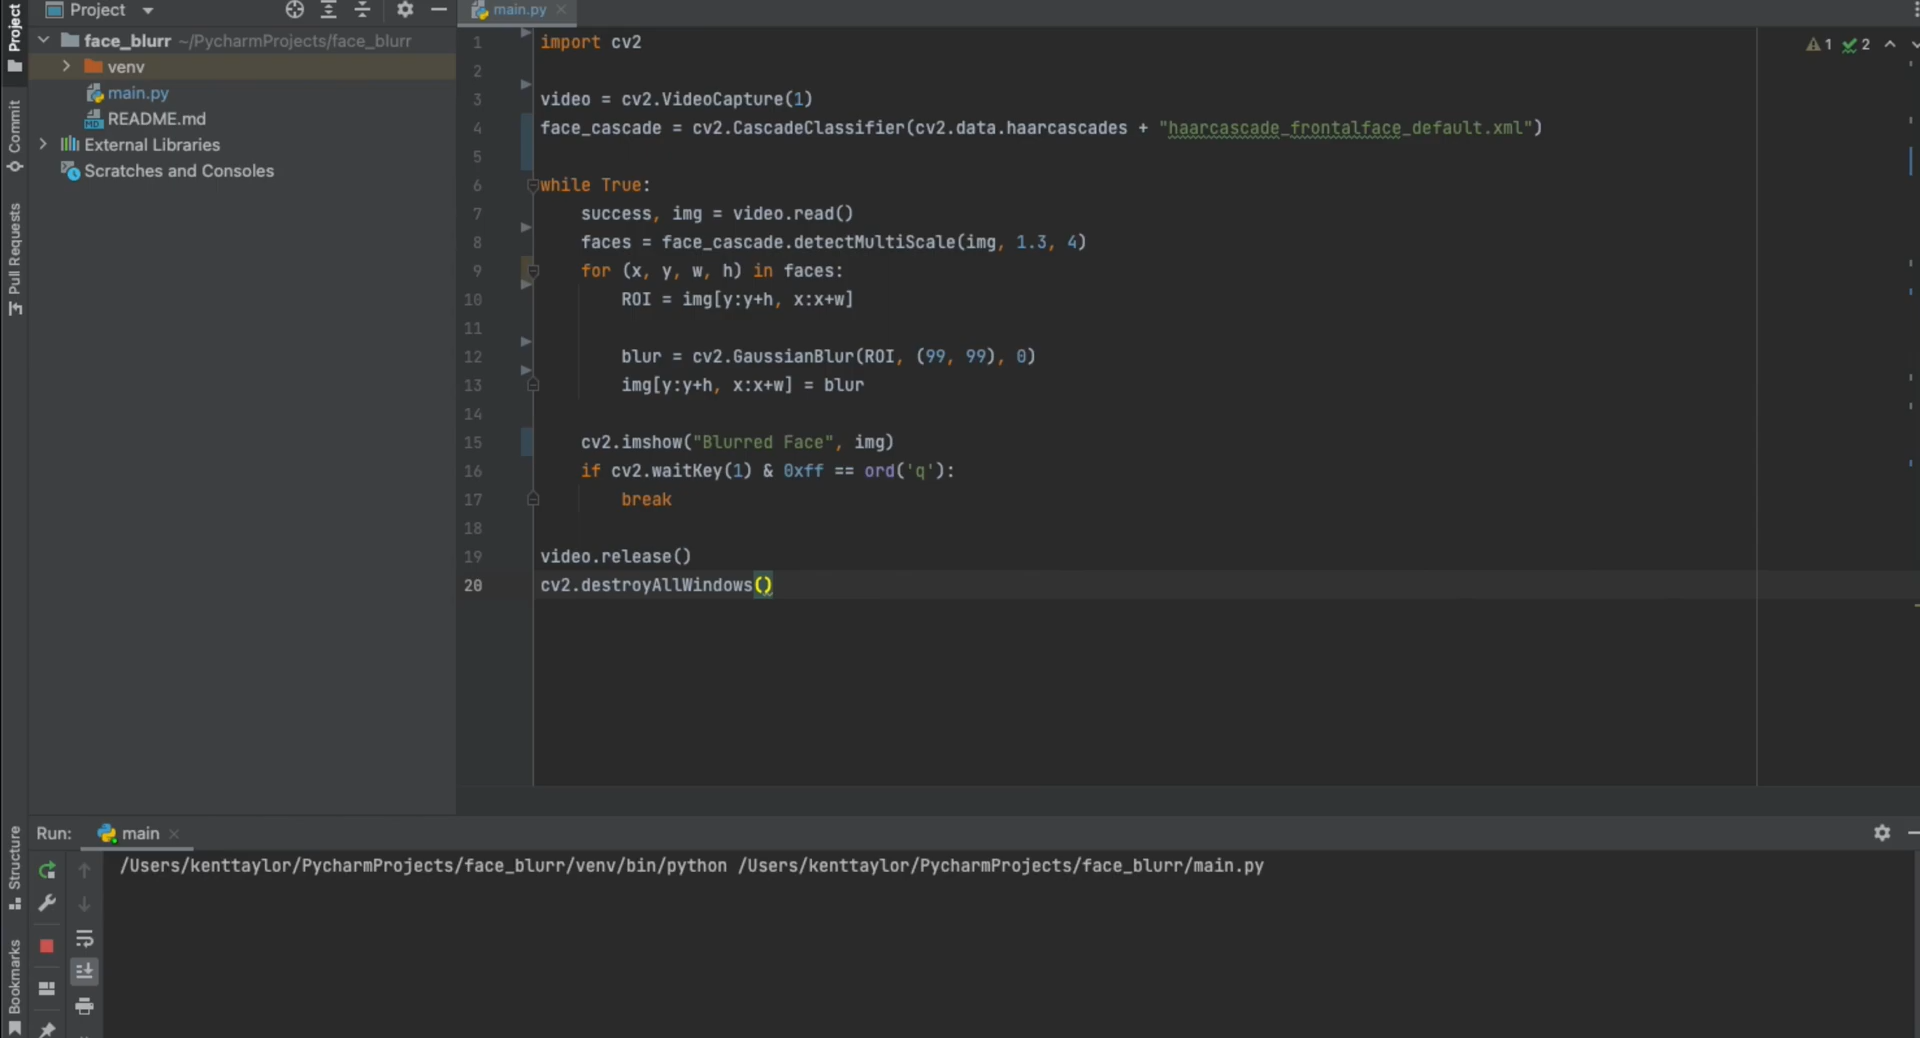 Project
main.py
face_blurr ~/PycharmProjects/face_blurr
venv
main.py
README.md
External Libraries
Scratches and Consoles
Project
Commit
Pull Requests
Structure
Bookmarks
1 import cv2
2
3 video = cv2.VideoCapture(1)
4 face_cascade = cv2.CascadeClassifier(cv2.data.haarcascades + "haarcascade_frontalface_default.xml")
5
6 while True:
7 success, img = video.read()
8 faces = face_cascade.detectMultiScale(img, 1.3, 4)
9 for (x, y, w, h) in faces:
10 ROI = img[y:y+h, x:x+w]
11
12 blur = cv2.GaussianBlur(ROI, (99, 99), 0)
13 img[y:y+h, x:x+w] = blur
14
15 cv2.imshow("Blurred Face", img)
16 if cv2.waitKey(1) & 0xff == ord('q'):
17 break
18
19 video.release()
20 cv2.destroyAllWindows()
1 2
Run: main
/Users/kenttaylor/PycharmProjects/face_blurr/venv/bin/python /Users/kenttaylor/PycharmProjects/face_blurr/main.py